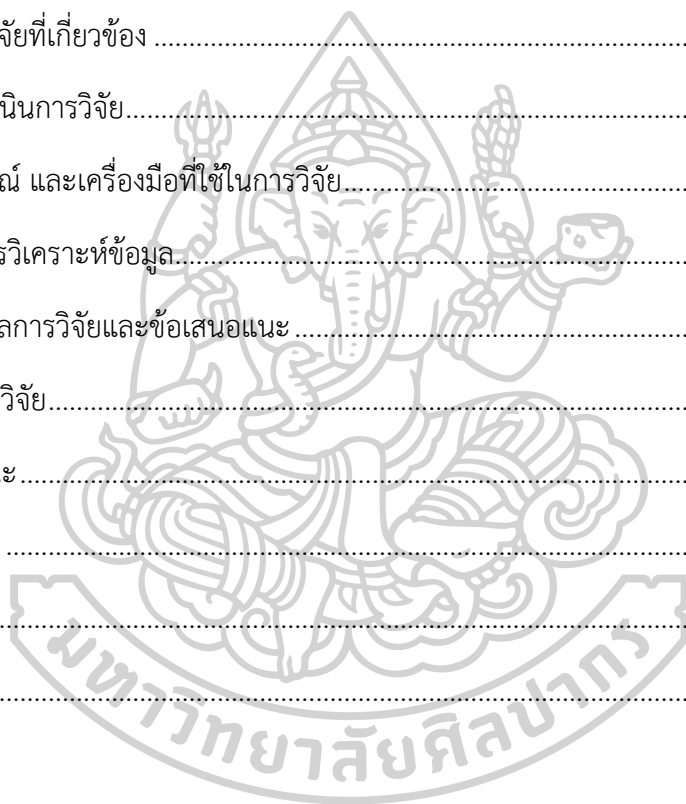 จัยที่เกี่ยวข้อง ........................................................................
นินการวิจัย........................................................................
ณ์ และเครื่องมือที่ใช้ในการวิจัย..............................................
รวิเคราะห์ข้อมูล..................................................................
ลการวิจัยและข้อเสนอแนะ ....................................................
วิจัย..................................................................................
ะ......................................................................................
........................................................................................
........................................................................................
........................................................................................
มหาวิทยาลัยศิลปากร